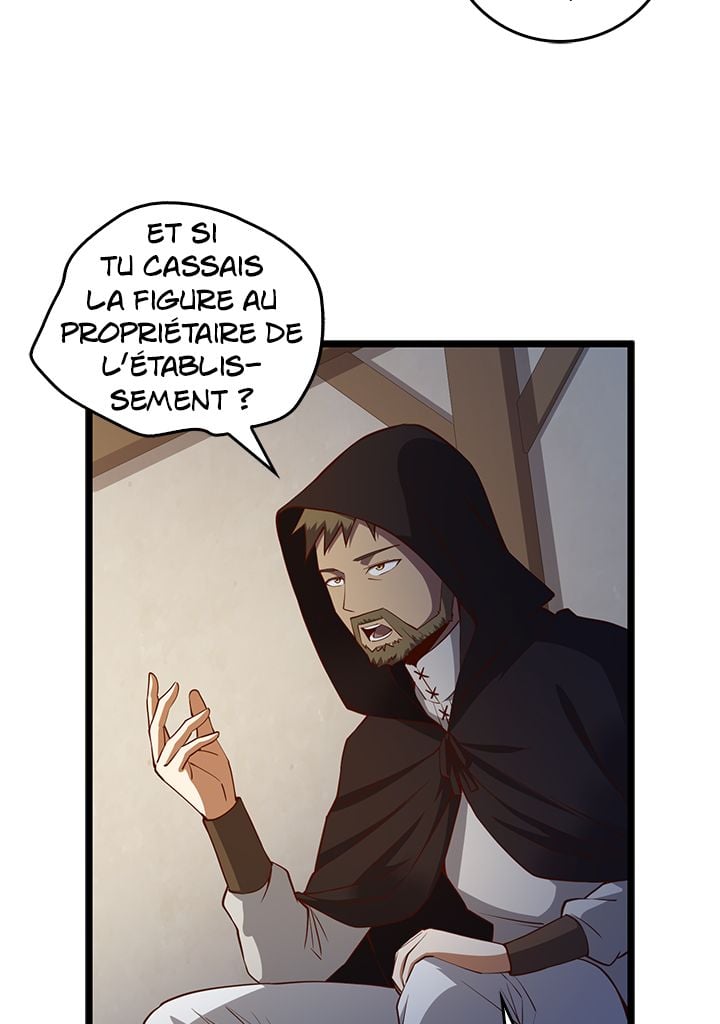 ET SI
TU CASSAIS
LA FIGURE AU
PROPRIÉTAIRE DE
L'ÉTABLIS-
SEMENT ?